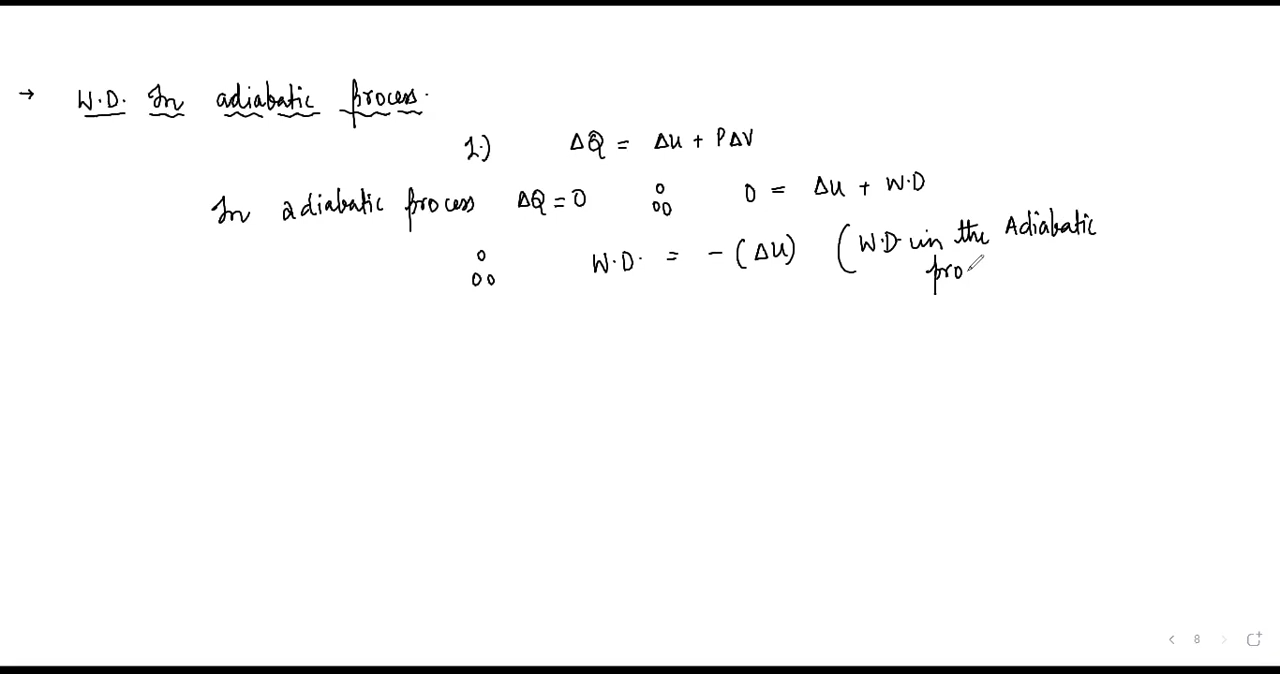 → W.D. In adiabatic process.
1.) ΔQ = Δu + PΔV
In adiabatic process ΔQ = 0 ∴ 0 = Δu + W.D
∴ W.D. = - (Δu) (W.D in the Adiabatic
pro
8